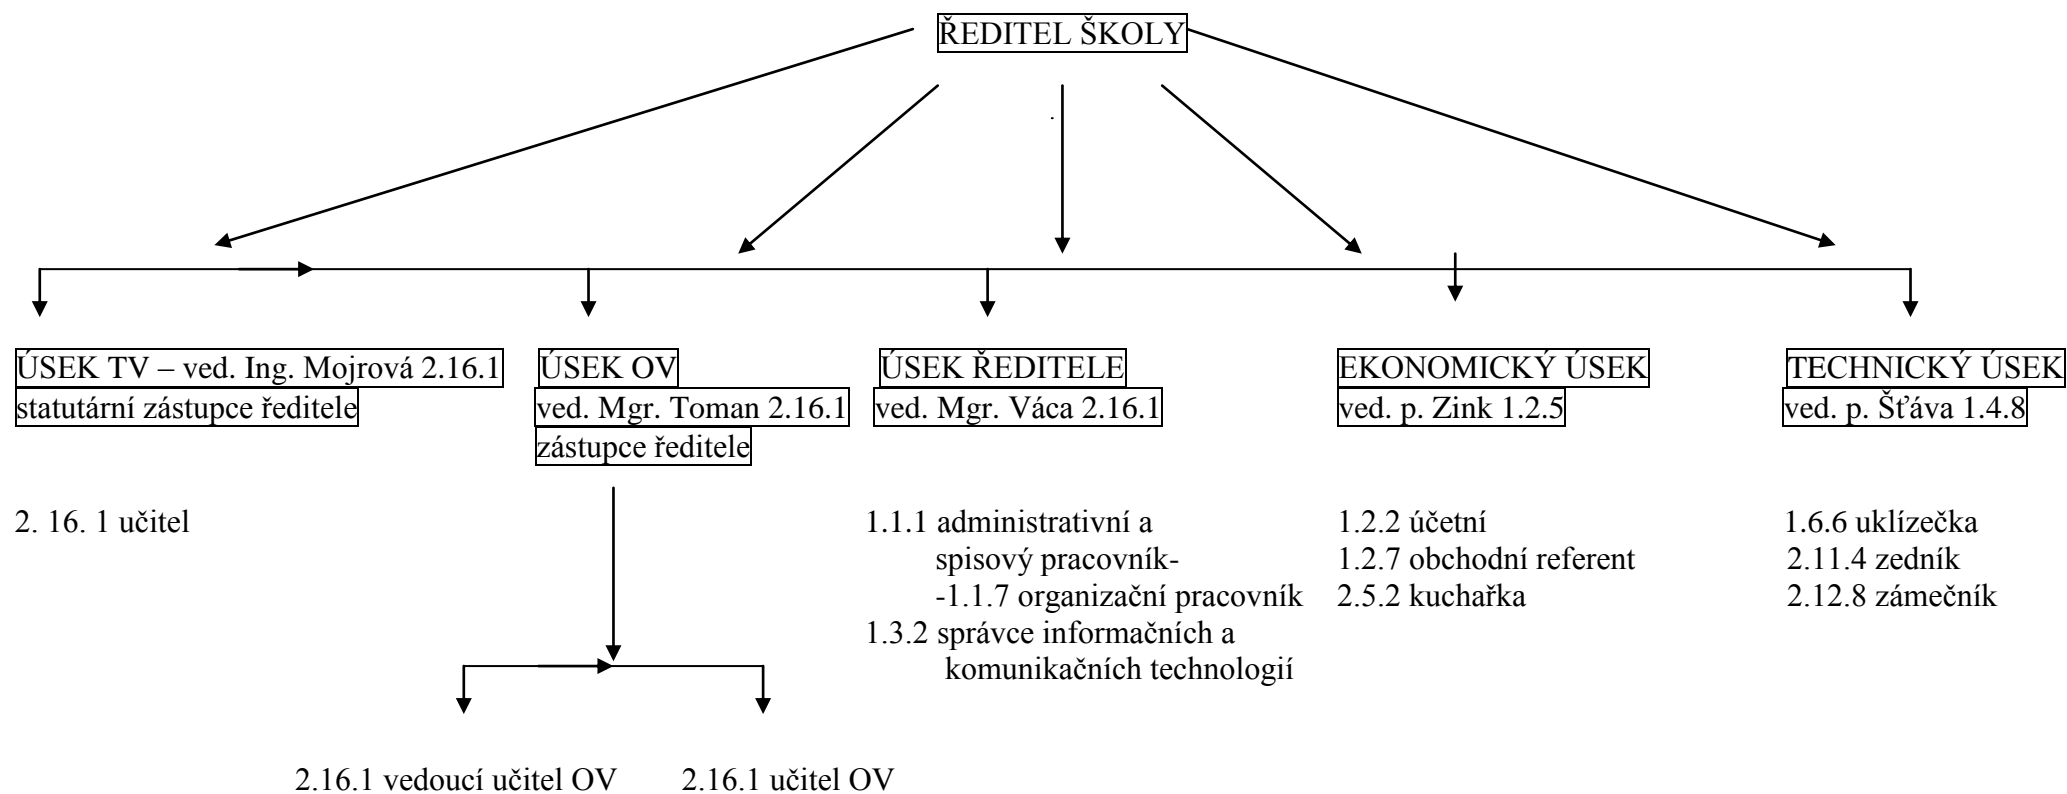 ŘEDITEL ŠKOLY
ÚSEK TV – ved. Ing. Mojrová 2.16.1
statutární zástupce ředitele
ÚSEK OV
ved. Mgr. Toman 2.16.1
zástupce ředitele
ÚSEK ŘEDITELE
ved. Mgr. Váca 2.16.1
EKONOMICKÝ ÚSEK
ved. p. Zink 1.2.5
TECHNICKÝ ÚSEK
ved. p. Šťáva 1.4.8
2. 16. 1 učitel
1.1.1 administrativní a
spisový pracovník-
-1.1.7 organizační pracovník
1.3.2 správce informačních a
komunikačních technologií
1.2.2 účetní
1.2.7 obchodní referent
2.5.2 kuchařka
1.6.6 uklízečka
2.11.4 zedník
2.12.8 zámečník
2.16.1 vedoucí učitel OV
2.16.1 učitel OV